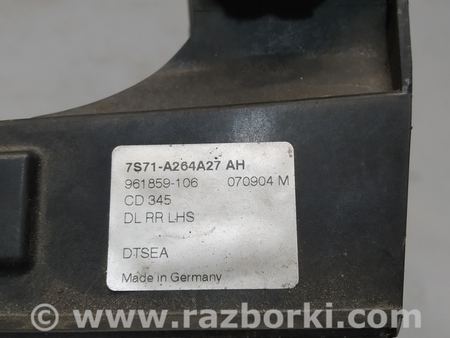 7S71-A264A27 AH
961859-106 070904 M
CD 345
DL RR LHS
DTSEA
Made in Germany
© www.razborki.com ®